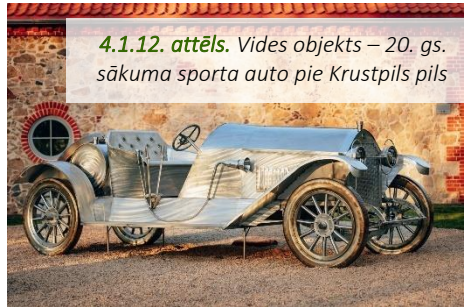 4.1.12. attēls. Vides objekts – 20. gs.
sākuma sporta auto pie Krustpils pils